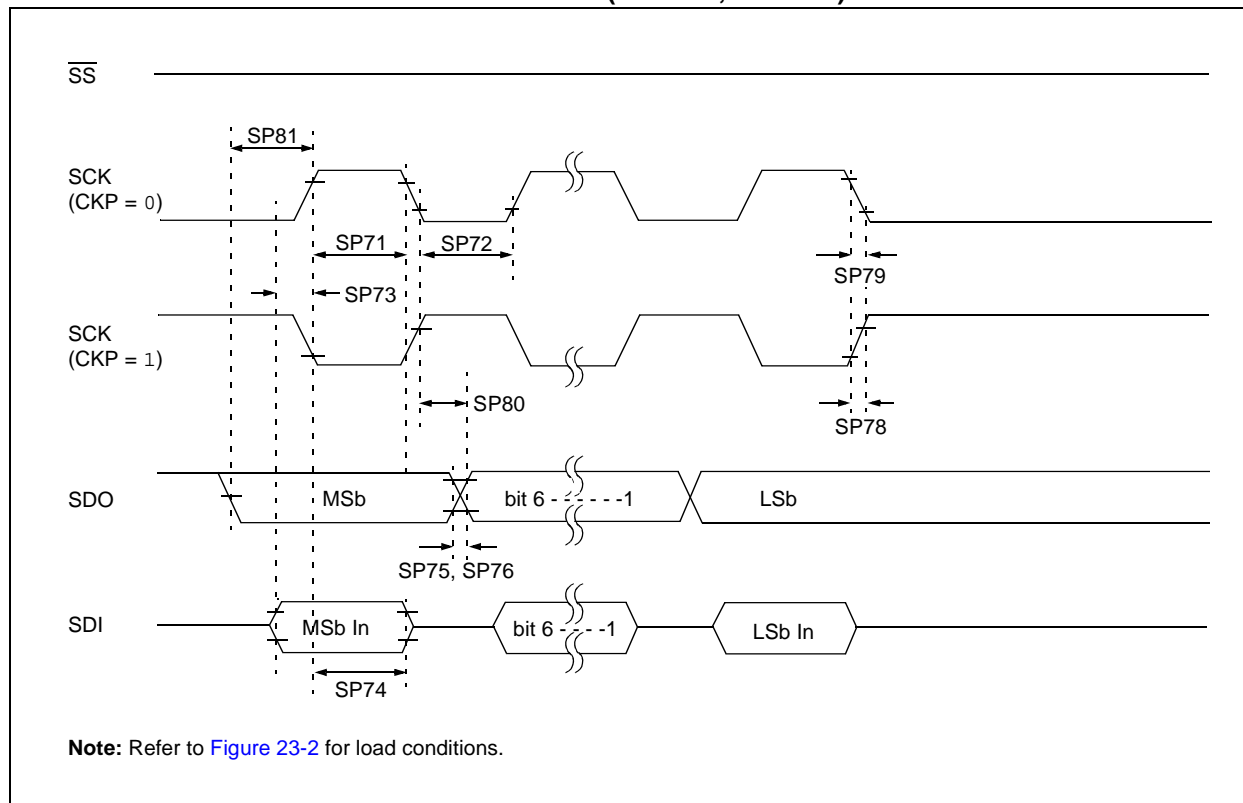 SS
SP81
SCK
(CKP = 0)
SP71
SP72
SP79
SP73
SCK
(CKP = 1)
SP80
SP78
SDO
MSb
bit 6 - - - - - -1
LSb
SP75, SP76
SDI
MSb In
bit 6 - - - -1
LSb In
SP74
Note: Refer to Figure 23-2 for load conditions.